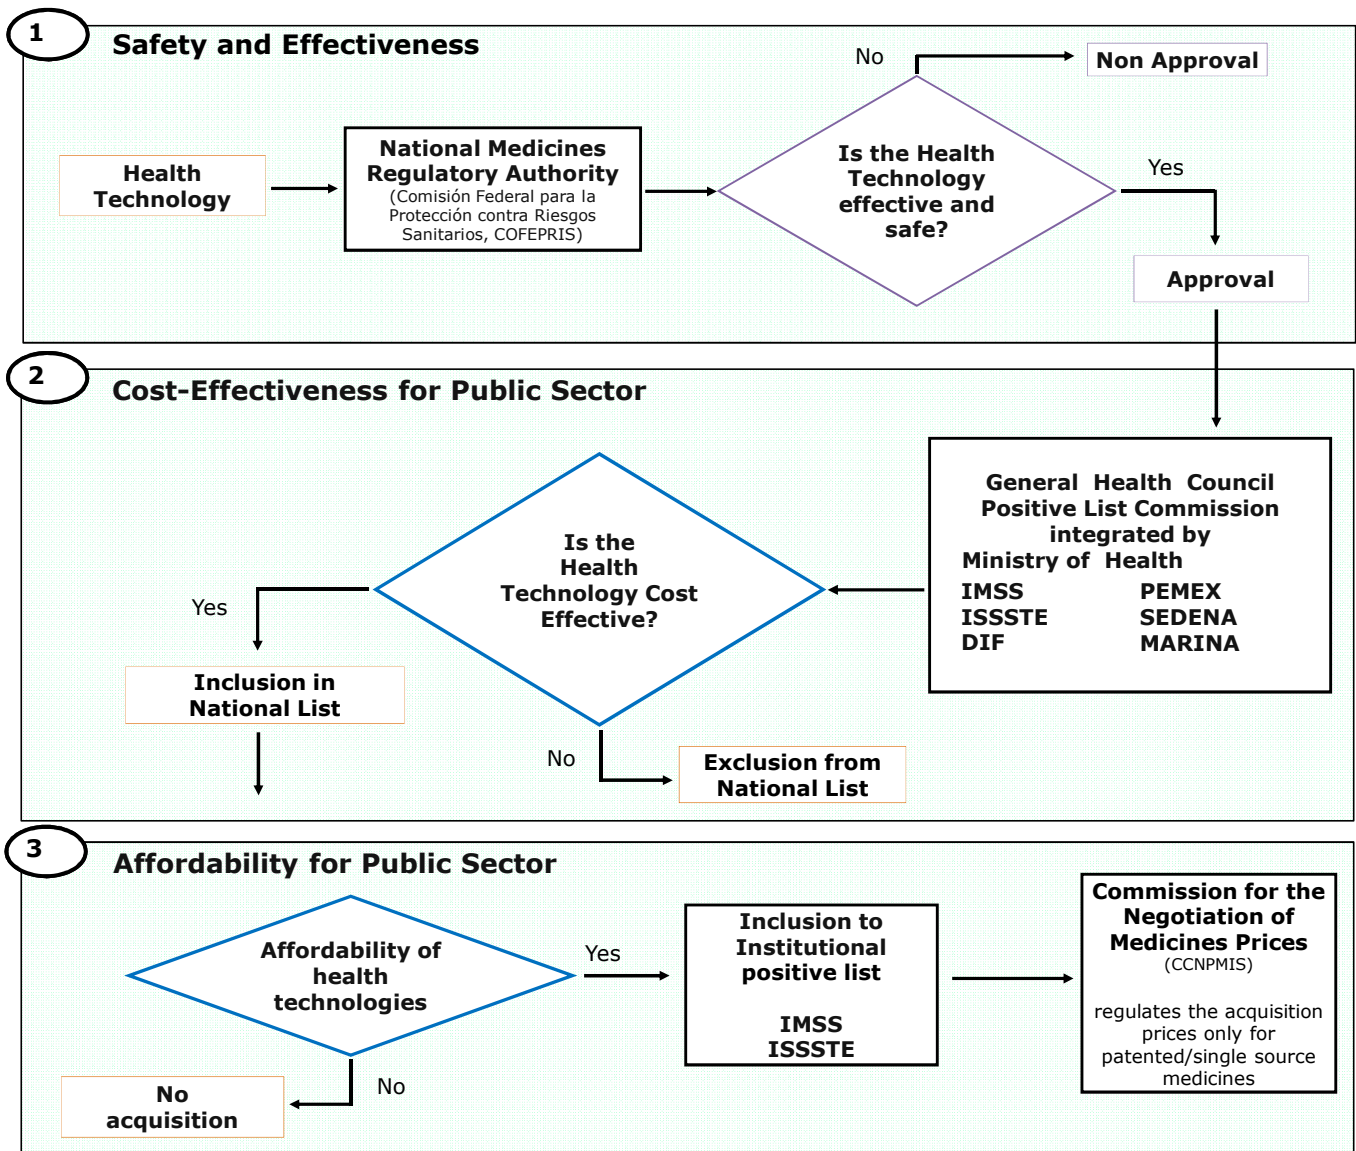 1
Safety and Effectiveness
No
Non Approval
Health
Technology
National Medicines
Regulatory Authority
(Comisión Federal para la
Protección contra Riesgos
Sanitarios, COFEPRIS)
Is the Health
Technology
effective and
safe?
Yes
Approval
2
Cost-Effectiveness for Public Sector
General Health Council
Positive List Commission
integrated by
Ministry of Health
IMSS PEMEX
ISSSTE SEDENA
DIF MARINA
Is the
Health
Technology Cost
Effective?
Yes
Inclusion in
National List
No
Exclusion from
National List
3
Affordability for Public Sector
Affordability of
health
technologies
Yes
Inclusion to
Institutional
positive list
IMSS
ISSSTE
Commission for the
Negotiation of
Medicines Prices
(CCNPMIS)
regulates the acquisition
prices only for
patented/single source
medicines
No
No
acquisition